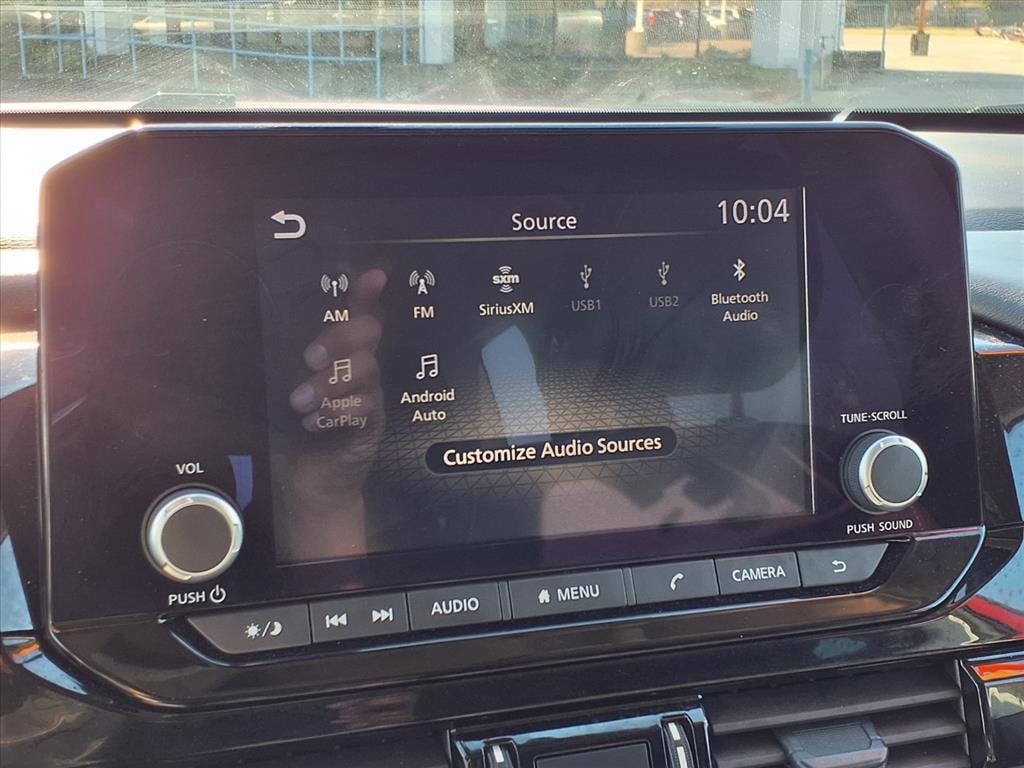 Source
10:04
AM
FM
sxm
SiriusXM
USB1
USB2
Bluetooth
Audio
Apple
CarPlay
Android
Auto
Customize Audio Sources
VOL
PUSH
TUNE·SCROLL
PUSH SOUND
AUDIO
MENU
CAMERA